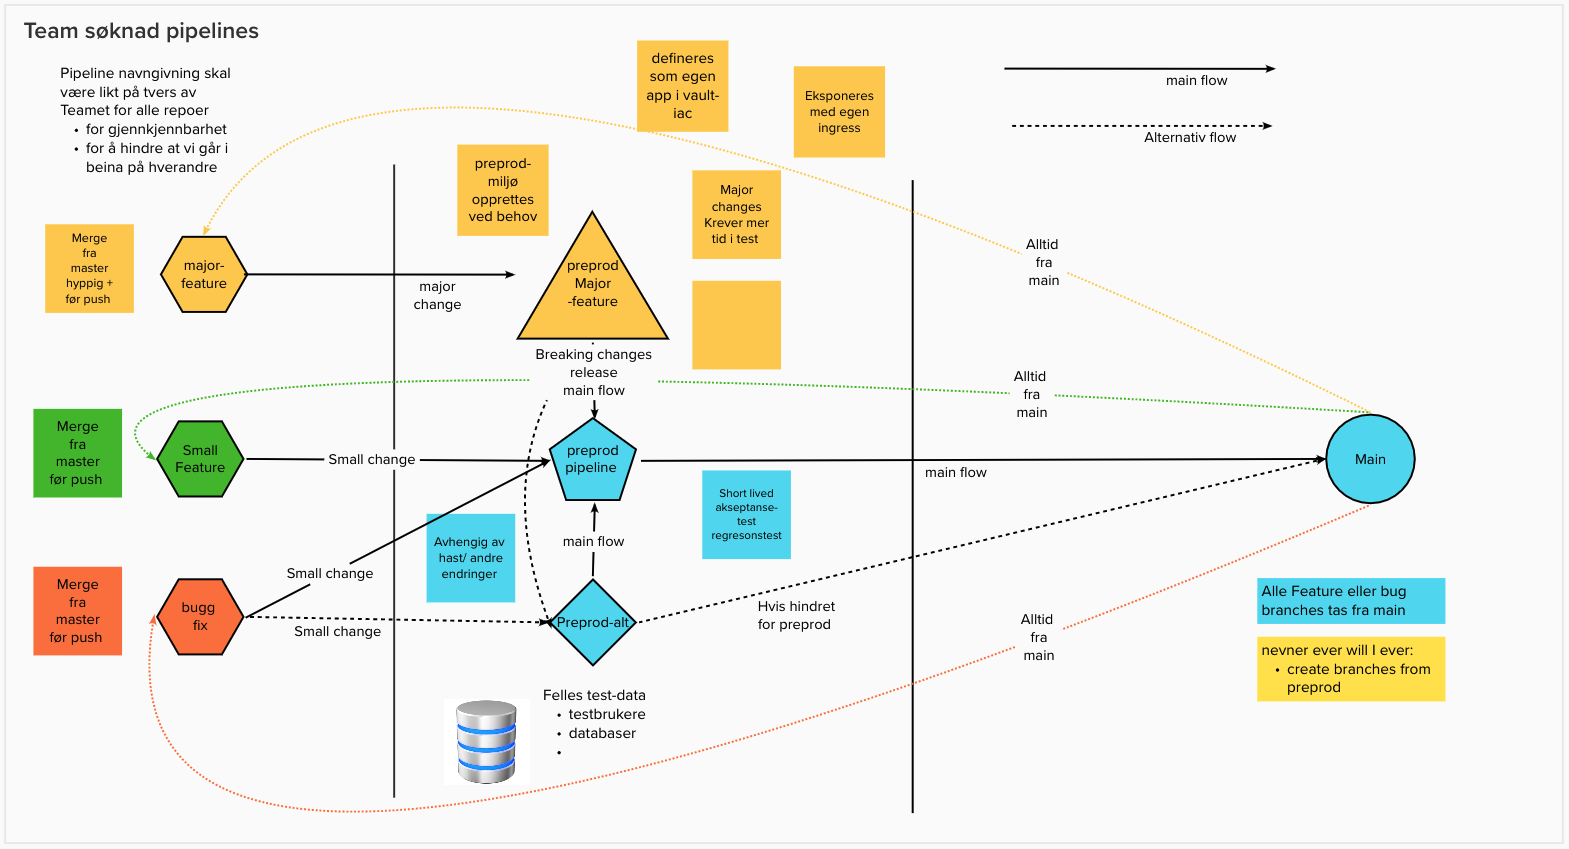 Team søknad pipelines
Pipeline navngivning skal
være likt på tvers av
Teamet for alle repoer
• for gjennkjennbarhet
• for å hindre at vi går i
beina på hverandre
defineres
som egen
app i vault-
iac
Eksponeres
med egen
ingress
main flow
Alternativ flow
preprod-
miljø
opprettes
ved behov
Major
changes
Krever mer
tid i test
Merge
fra
master
hyppig +
før push
major-
feature
major
change
preprod
Major
-feature
Alltid
fra
main
Breaking changes
release
main flow
Alltid
fra
main
Merge
fra
master
før push
Small
Feature
Small change
preprod
pipeline
main flow
Main
Short lived
akseptanse-
test
regresonstest
Avhengig av
hast/ andre
endringer
main flow
Small change
Merge
fra
master
før push
bugg
fix
Small change
Preprod-alt
Hvis hindret
for preprod
Alltid
fra
main
Alle Feature eller bug
branches tas fra main
nevner ever will I ever:
• create branches from
preprod
Felles test-data
• testbrukere
• databaser
•